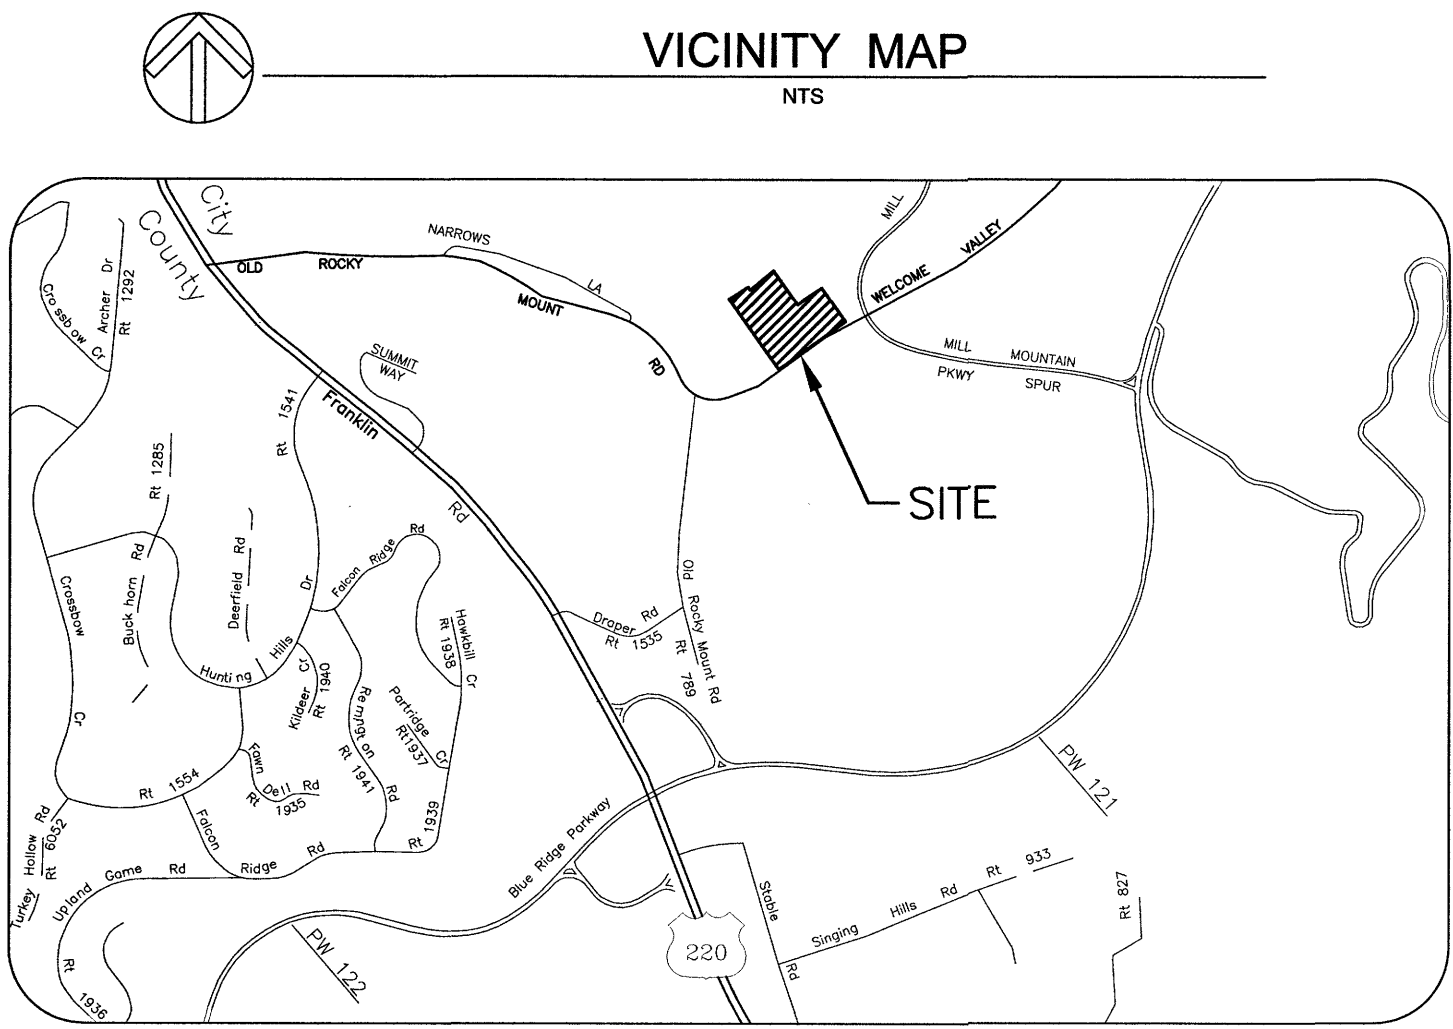 VICINITY MAP
NTS
City
County
NARROWS
LA
OLD ROCKY MOUNT RD
MILL
WELCOME VALLEY
MILL MOUNTAIN
PKWY SPUR
SITE
Crossbow Cr
Archer Dr
Rt 1292
SUMMIT
WAY
Franklin Rd
Rt 1541
Rt 1285
Buck horn Rd
Deerfield Rd
Hunting Hills Dr
Falcon Ridge Rd
Hawkbill Cr
Rt 1938
Draper Rd
Rt 1535
Old Rocky Mount Rd
Rt 789
Crossbow Cr
Kildeer Cr
Rt 1940
Remngton Rd
Rt 1941
Partridge Cr
Rt1937
Fawn Dell Rd
Rt 1935
Rt 1554
Rt 1939
Falcon Ridge Rd
Turkey Hollow Rd
Rt 6052
Upland Game Rd
Rt 1936
Blue Ridge Parkway
PW 121
PW 122
220
Stable Rd
Singing Hills Rd Rt 933
Rt 827